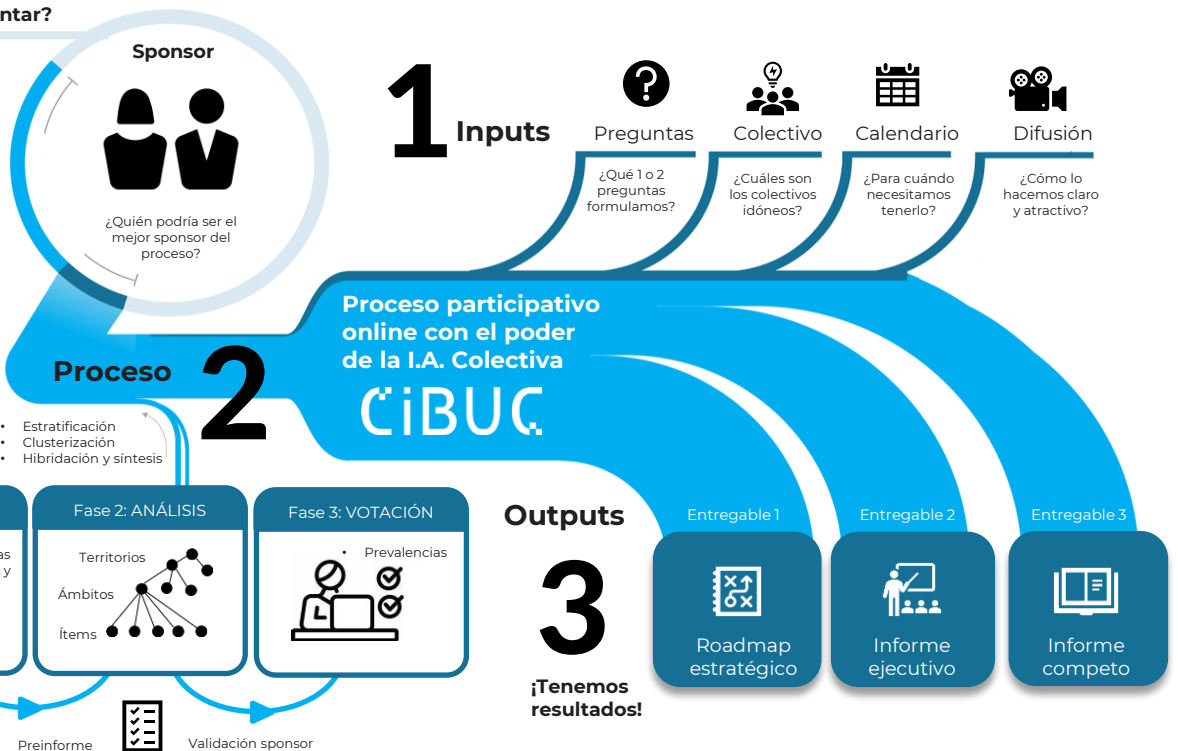 ntar?
Sponsor
¿Quién podría ser el
mejor sponsor del
proceso?
1
Inputs
Preguntas
¿Qué 1 o 2
preguntas
formulamos?
Colectivo
¿Cuáles son
los colectivos
idóneos?
Calendario
¿Para cuándo
necesitamos
tenerlo?
Difusión
¿Cómo lo
hacemos claro
y atractivo?
Proceso
2
Proceso participativo
online con el poder
de la I.A. Colectiva
CiBUC
• Estratificación
• Clusterización
• Hibridación y síntesis
as
y
Fase 2: ANÁLISIS
Territorios
Ámbitos
Ítems
Fase 3: VOTACIÓN
• Prevalencias
Preinforme
Validación sponsor
Outputs
3
¡Tenemos
resultados!
Entregable 1
Roadmap
estratégico
Entregable 2
Informe
ejecutivo
Entregable 3
Informe
competo